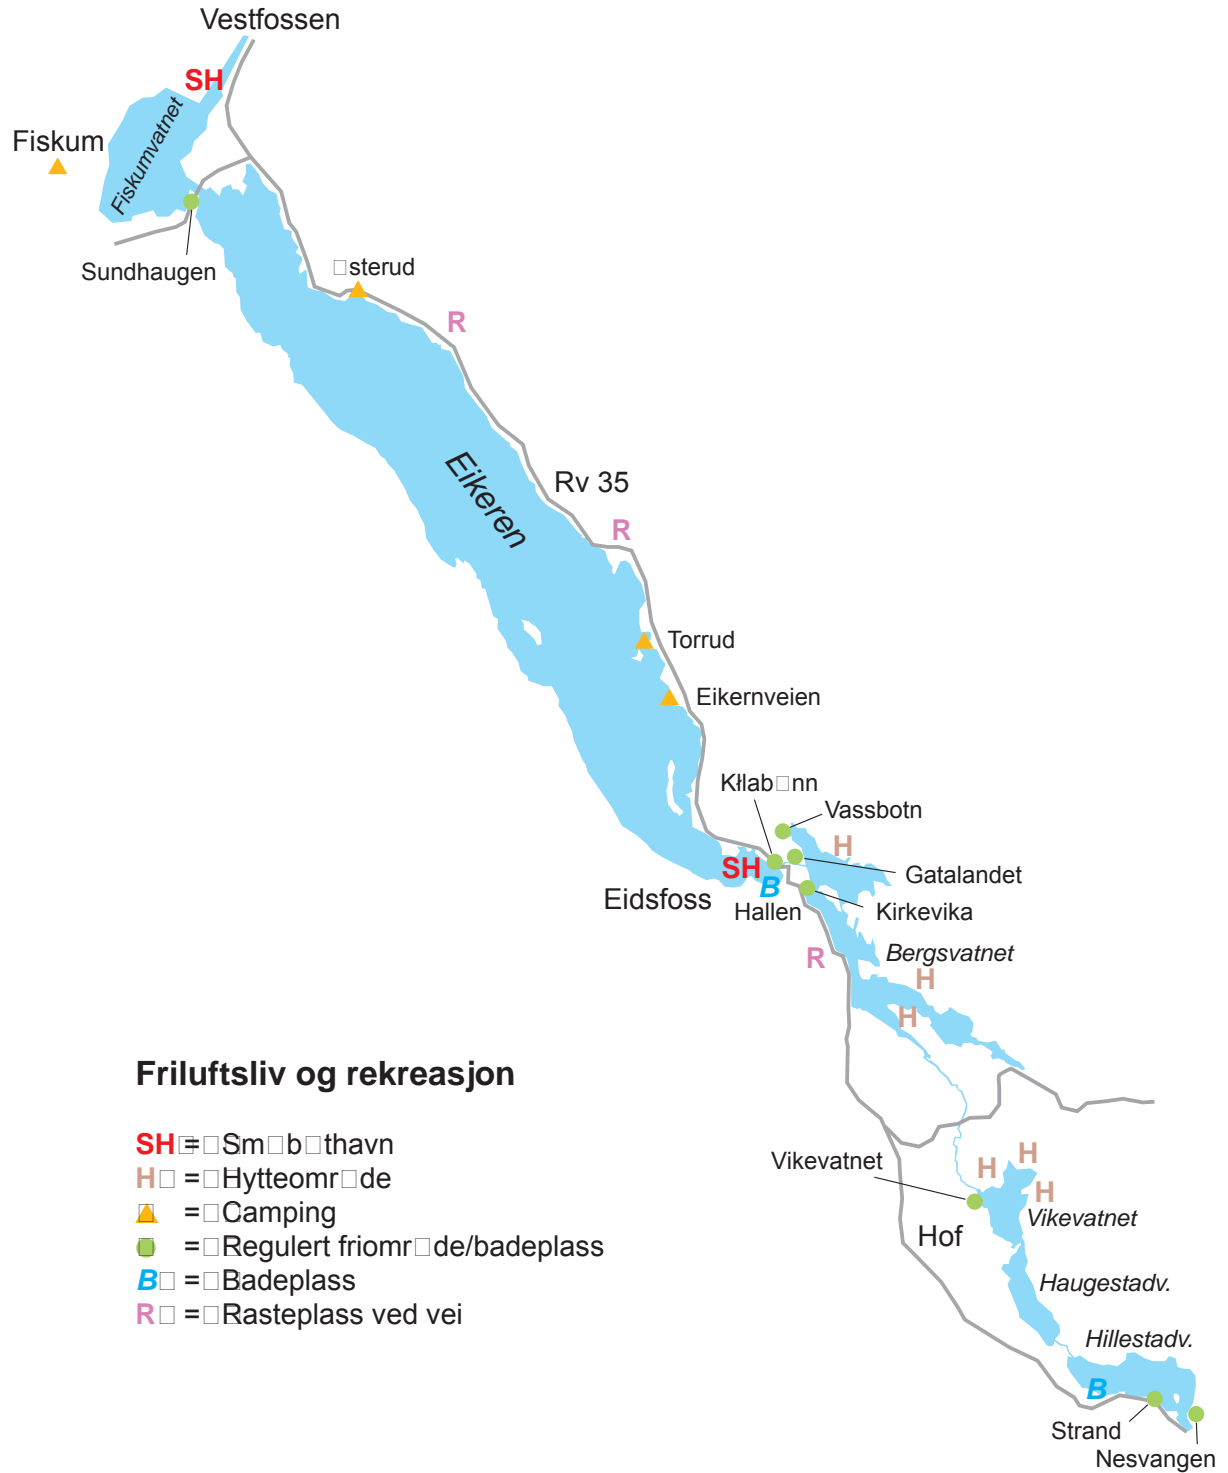 Vestfossen
SH
Fiskumvatnet
Fiskum
Sundhaugen
□sterud
R
Eikeren
Rv 35
R
Torrud
Eikernveien
Kłlab□nn
Vassbotn
H
SH
B
Gatalandet
Eidsfoss
Hallen
Kirkevika
R
Bergsvatnet
H
H
Friluftsliv og rekreasjon
SH□=□□Sm□b□thavn
H□ =□□Hytteomr□de
□ =□□Camping
□ =□□Regulert friomr□de/badeplass
B□ =□□Badeplass
R□ =□□Rasteplass ved vei
Vikevatnet
H
H
H
Vikevatnet
Hof
Haugestadv.
Hillestadv.
B
Strand
Nesvangen